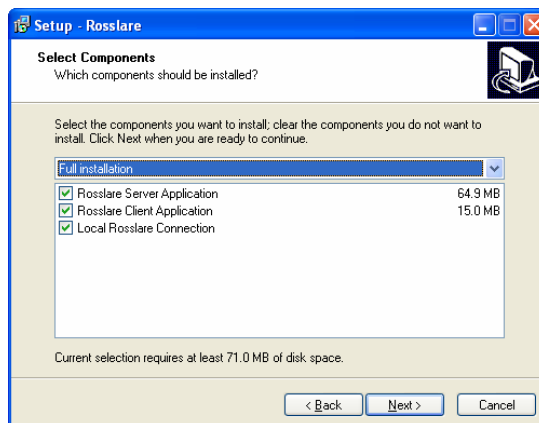 Setup - Rosslare
Select Components
Which components should be installed?
Select the components you want to install; clear the components you do not want to
install. Click Next when you are ready to continue.
Full installation
Rosslare Server Application 64.9 MB
Rosslare Client Application 15.0 MB
Local Rosslare Connection
Current selection requires at least 71.0 MB of disk space.
< Back Next > Cancel